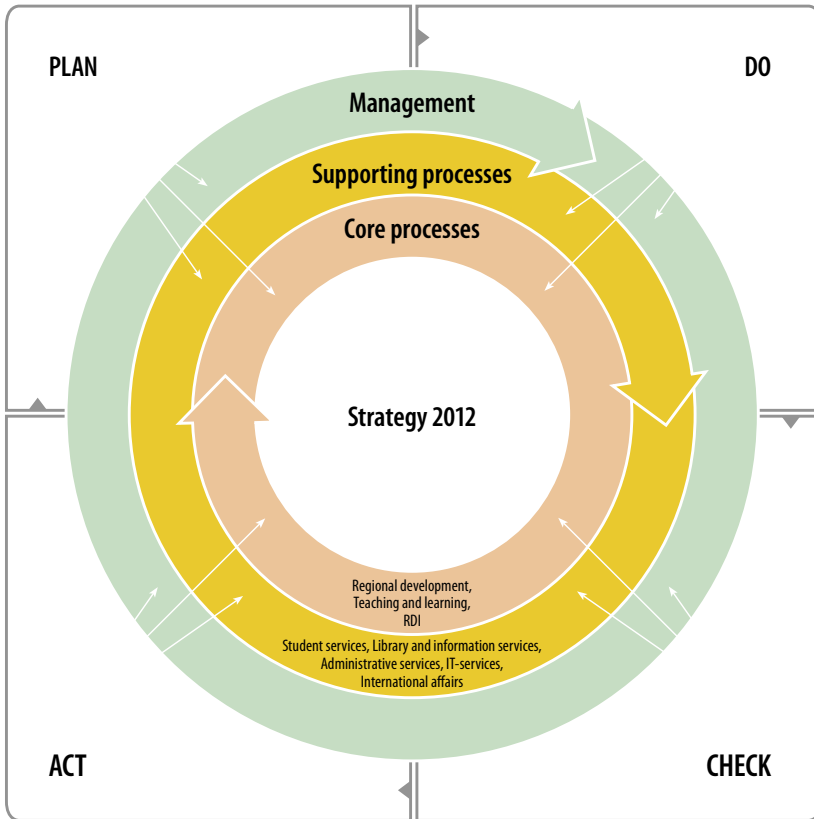 PLAN
DO
Management
Supporting processes
Core processes
Strategy 2012
Regional development,
Teaching and learning,
RDI
Student services, Library and information services,
Administrative services, IT-services,
International affairs
ACT
CHECK